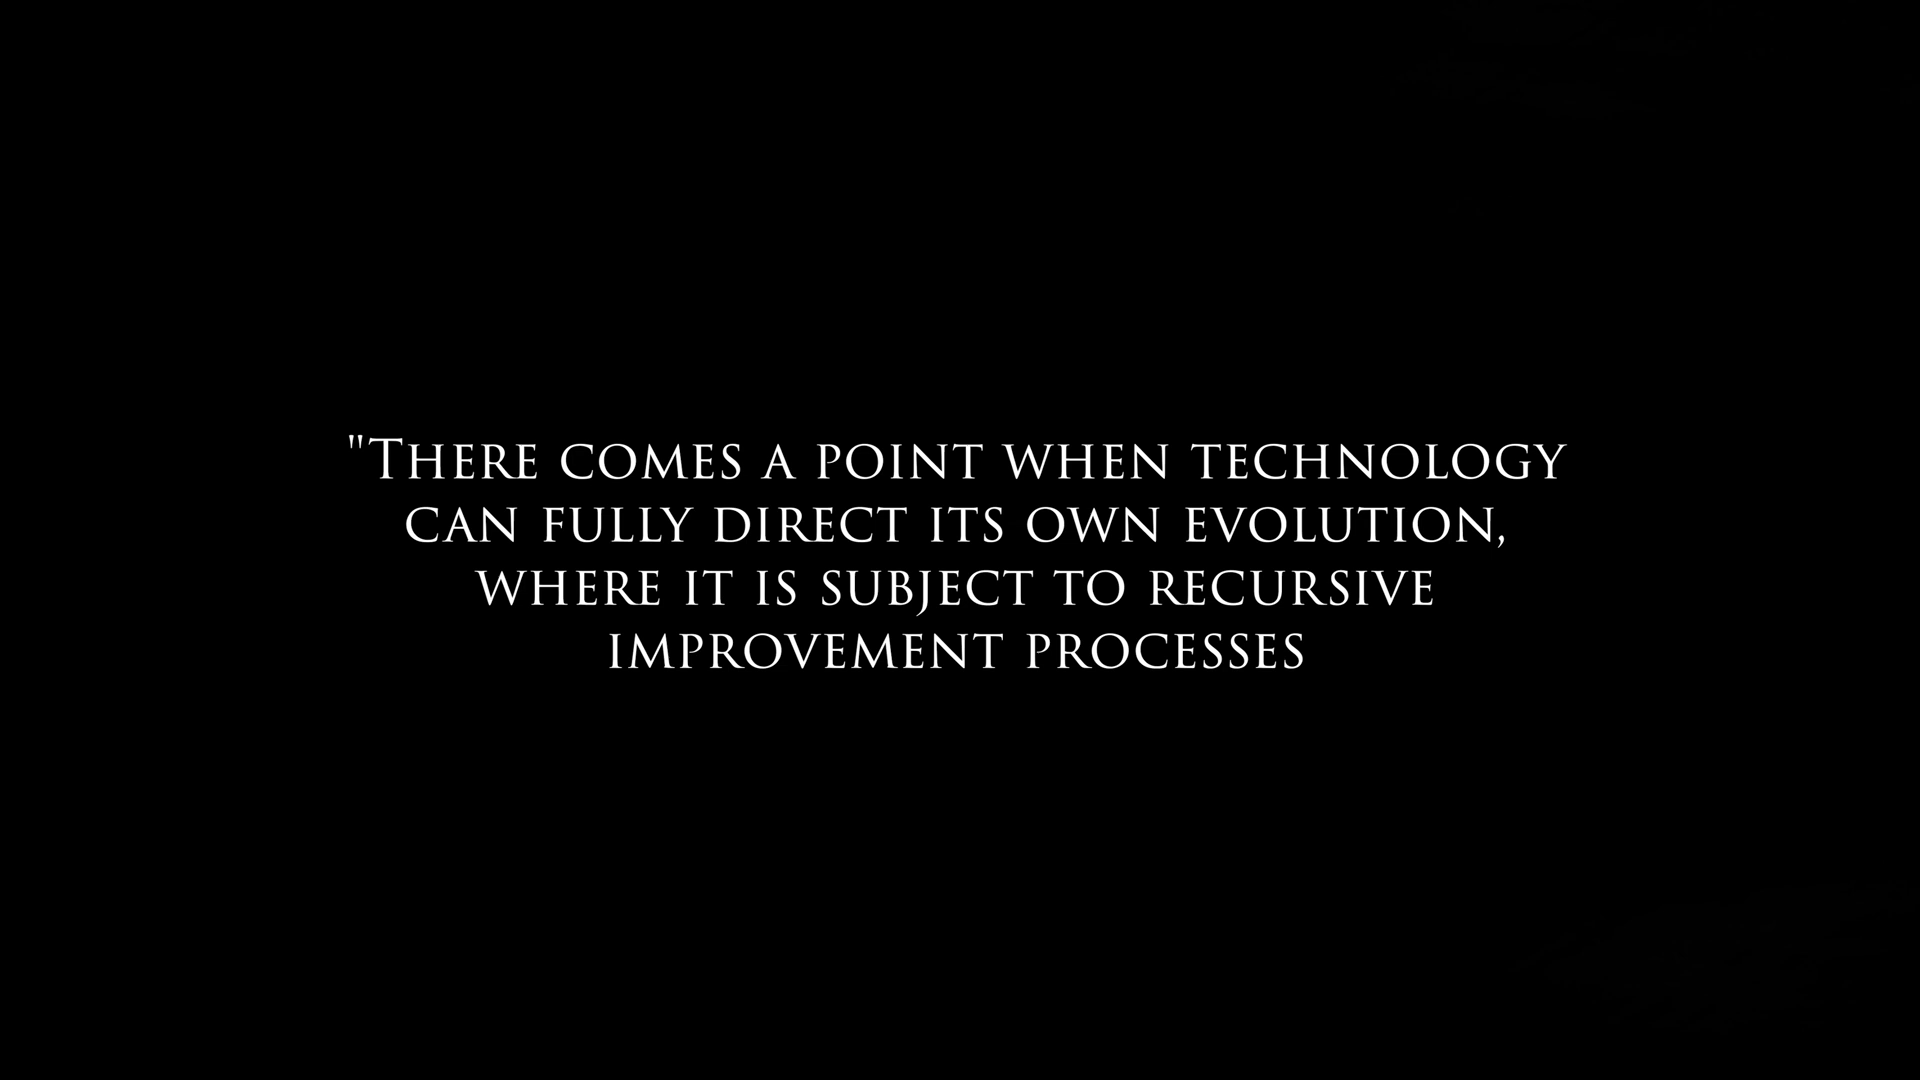 "There comes a point when technology
can fully direct its own evolution,
where it is subject to recursive
improvement processes